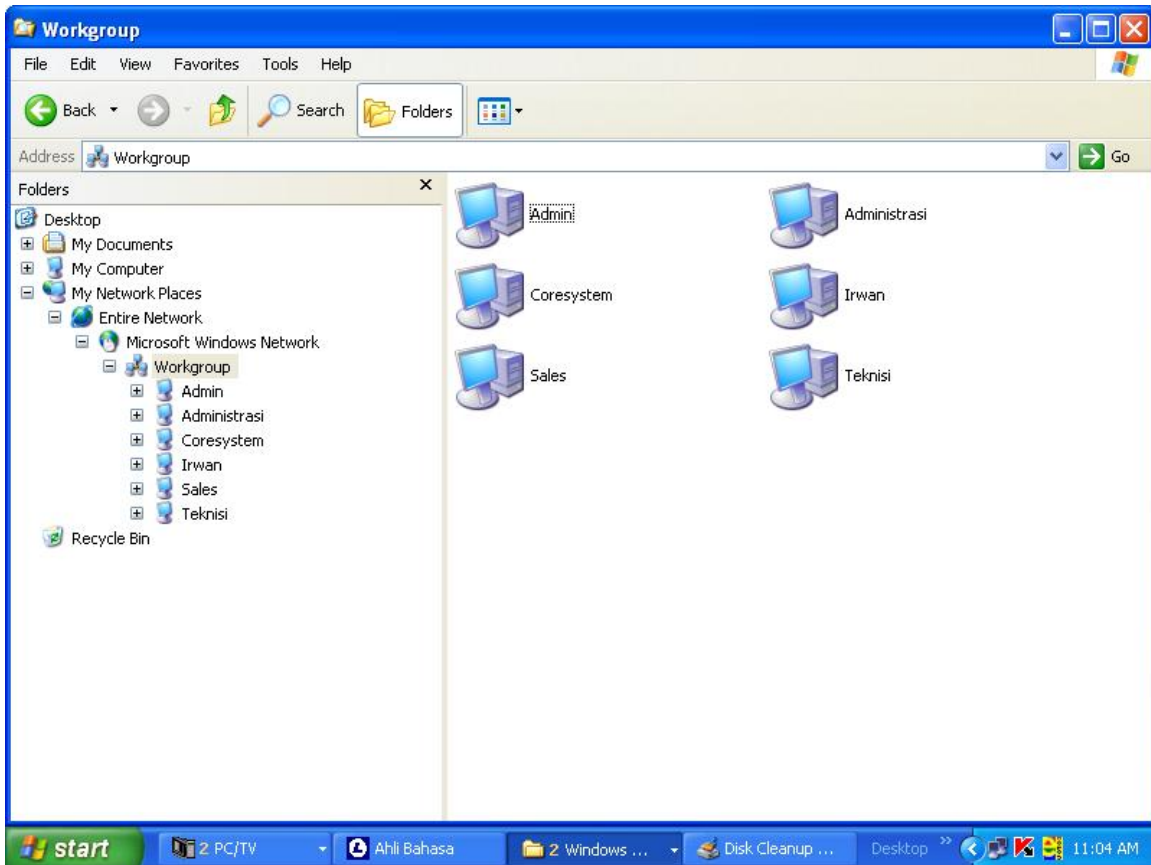 Workgroup
File Edit View Favorites Tools Help
Back Search Folders
Address Workgroup Go
Folders
Desktop
My Documents
My Computer
My Network Places
Entire Network
Microsoft Windows Network
Workgroup
Admin
Administrasi
Coresystem
Irwan
Sales
Teknisi
Recycle Bin
Admin Administrasi
Coresystem Irwan
Sales Teknisi
start 2 PC/TV Ahli Bahasa 2 Windows ... Disk Cleanup ... Desktop 11:04 AM